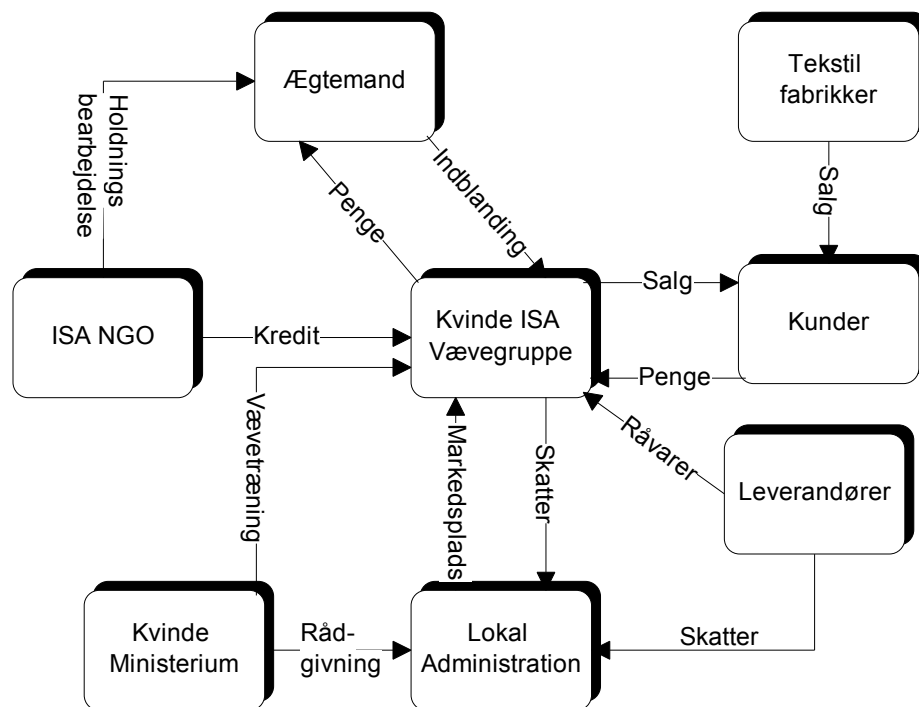 Ægtemand
Tekstil
fabrikker
Holdnings
bearbejdelse
Penge
Indblanding
Salg
ISA NGO
Kredit
Kvinde ISA
Vævegruppe
Salg
Kunder
Penge
Vævetræning
Markedsplads
Skatter
Råvarer
Leverandører
Kvinde
Ministerium
Råd-
givning
Lokal
Administration
Skatter